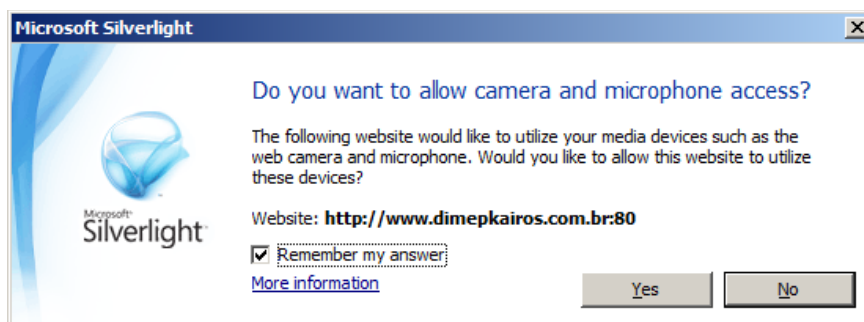 Microsoft Silverlight
Do you want to allow camera and microphone access?
The following website would like to utilize your media devices such as the
web camera and microphone. Would you like to allow this website to utilize
these devices?
Microsoft®
Silverlight
Website: http://www.dimepkairos.com.br:80
Remember my answer
More information
Yes
No